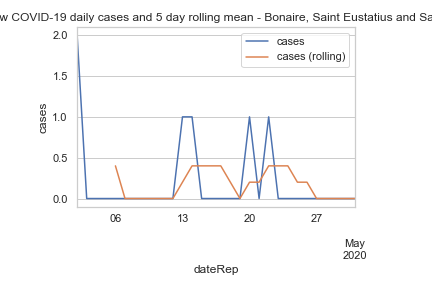 w COVID-19 daily cases and 5 day rolling mean - Bonaire, Saint Eustatius and Sa
cases
cases (rolling)
2.0
1.5
1.0
0.5
0.0
cases
06
13
20
27
May
2020
dateRep